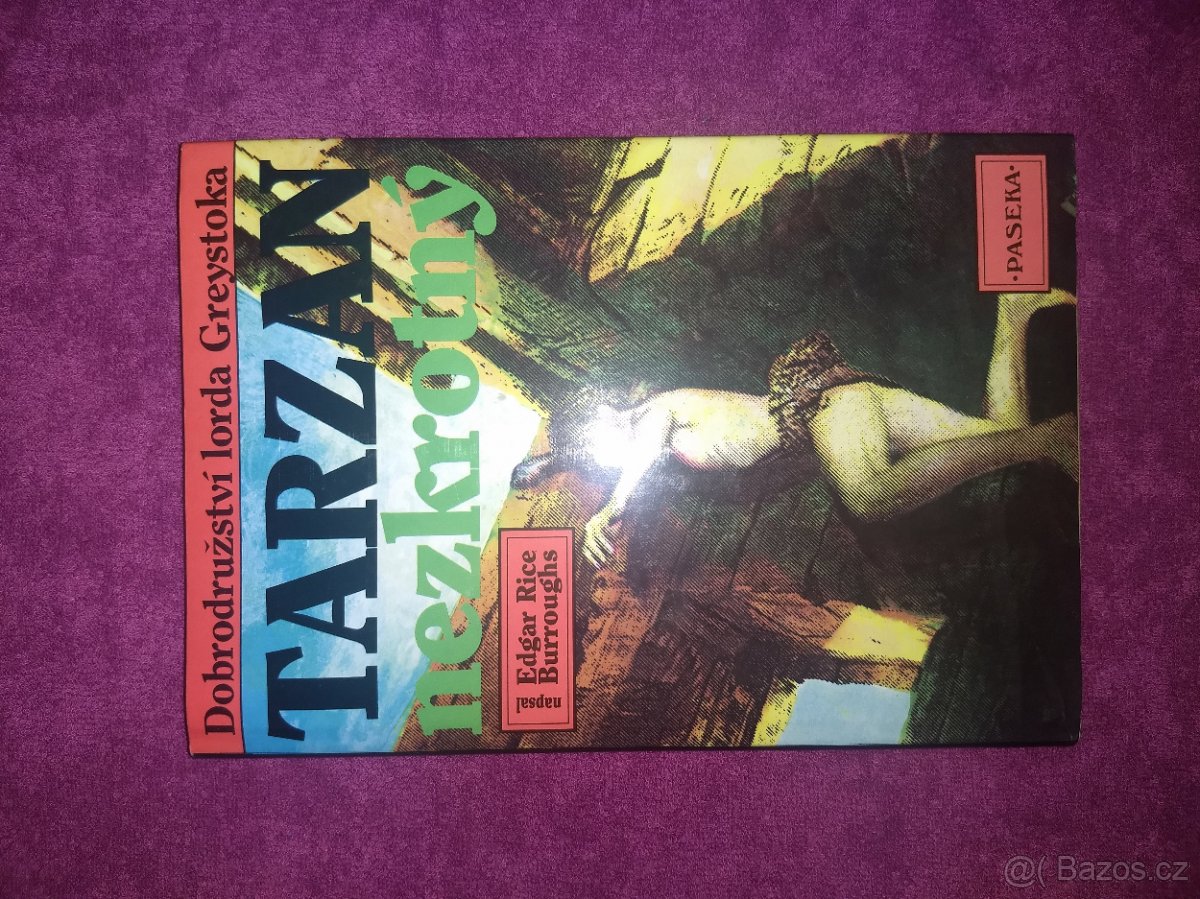 Dobrodružství lorda Greystoka
TARZAN
nezkrotný
napsal
Edgar Rice
Burroughs
·PASEKA·
@( Bazos.cz